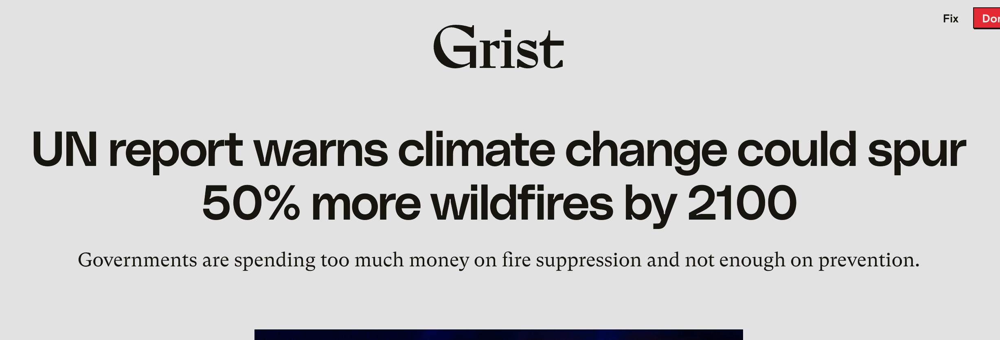 Fix
Grist
UN report warns climate change could spur
50% more wildfires by 2100
Governments are spending too much money on fire suppression and not enough on prevention.